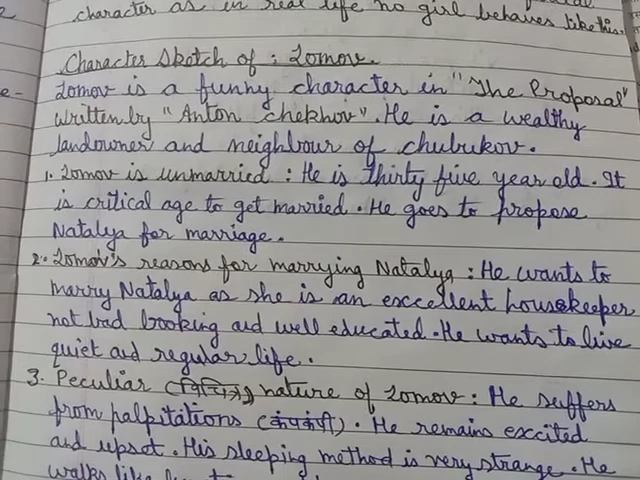 character as in real life no girl behaves like this.
Character Sketch of : Lomov.
Lomov is a funny character in "The Proposal"
written by "Anton Chekhov". He is a wealthy
landowner and neighbour of chubukov.
1. Lomov is unmarried : He is thirty five year old. It
is critical age to get married. He goes to propose
Natalya for marriage.
2. Lomov's reasons for marrying Natalya : He wants to
marry Natalya as she is an excellent housekeeper
not bad looking and well educated. He wants to live
quiet and regular life.
3. Peculiar (विचित्र) nature of Lomov : He suffers
from palpitations (कंपकंपी). He remains excited
and upset. His sleeping method is very strange. He
walks like